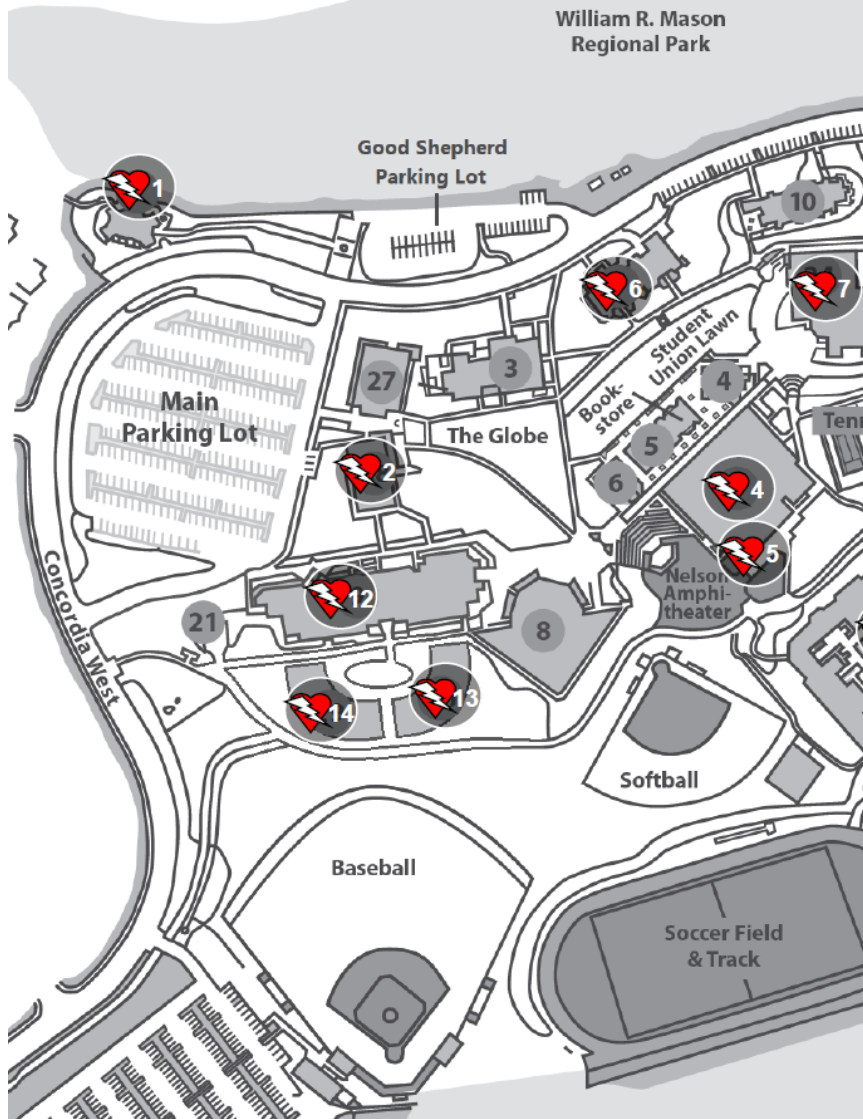 William R. Mason
Regional Park
Good Shepherd
Parking Lot
1
10
6
7
Student
Union Lawn
27
3
4
Main
Parking Lot
Book-
store
5
The Globe
Tenn
2
6
4
5
Nelson
Amphi-
theater
12
Concordia West
21
8
14
13
Softball
Baseball
Soccer Field
& Track